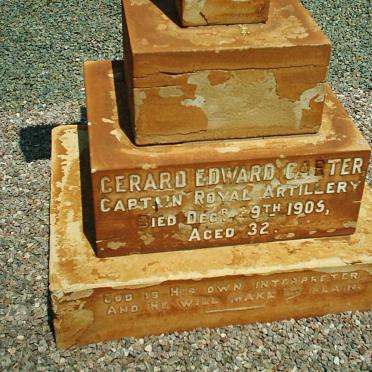 GERARD EDWARD CARTER
CAPTAIN ROYAL ARTILLERY
DIED DECR 9TH 1905,
AGED 32.
GOD IS HIS OWN INTERPRETER
AND HE WILL MAKE IT PLAIN.